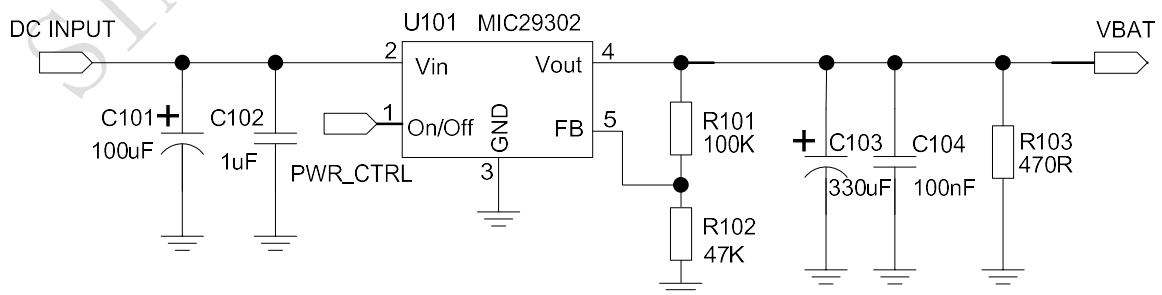 DC INPUT
U101 MIC29302
VBAT
2
Vin
Vout
4
C101
+
100uF
C102
1uF
1
On/Off
PWR_CTRL
GND
3
FB
5
R101
100K
R102
47K
+
C103
330uF
C104
100nF
R103
470R